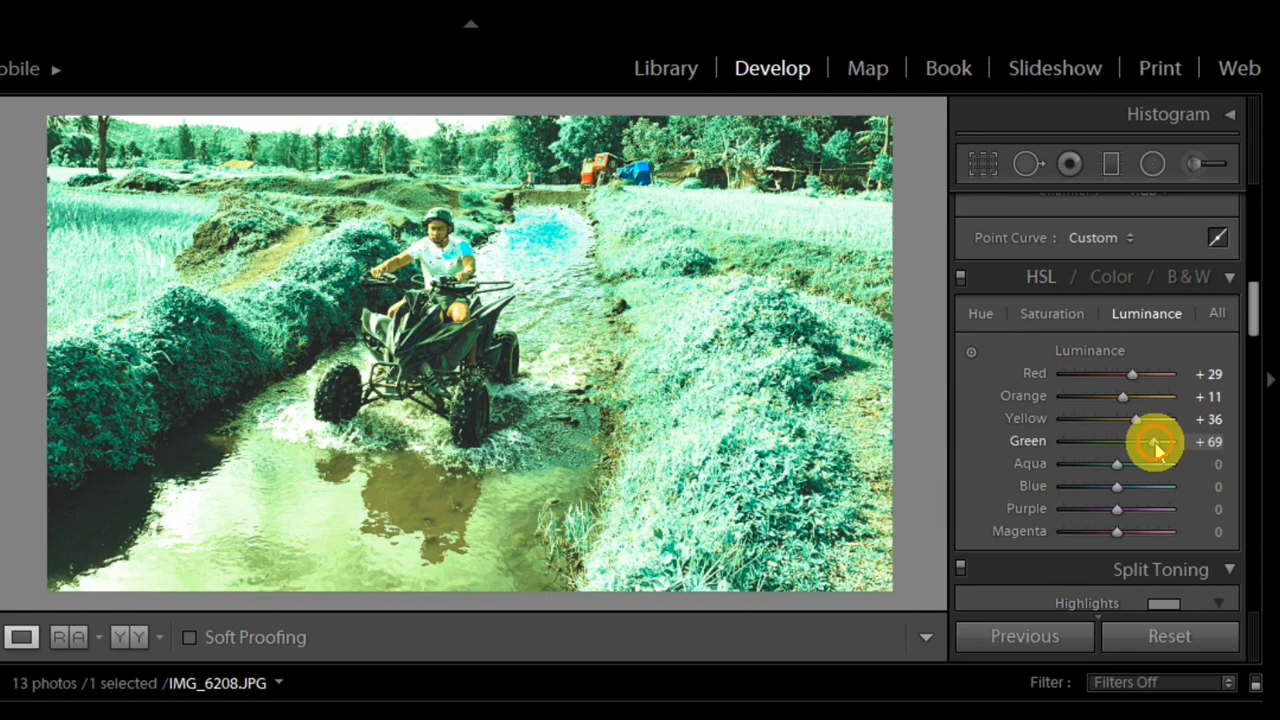 obile
Library | Develop | Map | Book | Slideshow | Print | Web
Histogram
Point Curve : Custom
HSL / Color / B & W
Hue | Saturation | Luminance | All
Luminance
Red + 29
Orange + 11
Yellow + 36
Green + 69
Aqua 0
Blue 0
Purple 0
Magenta 0
Split Toning
Highlights
Previous Reset
R A Y Y Soft Proofing
13 photos /1 selected /IMG_6208.JPG Filter : Filters Off